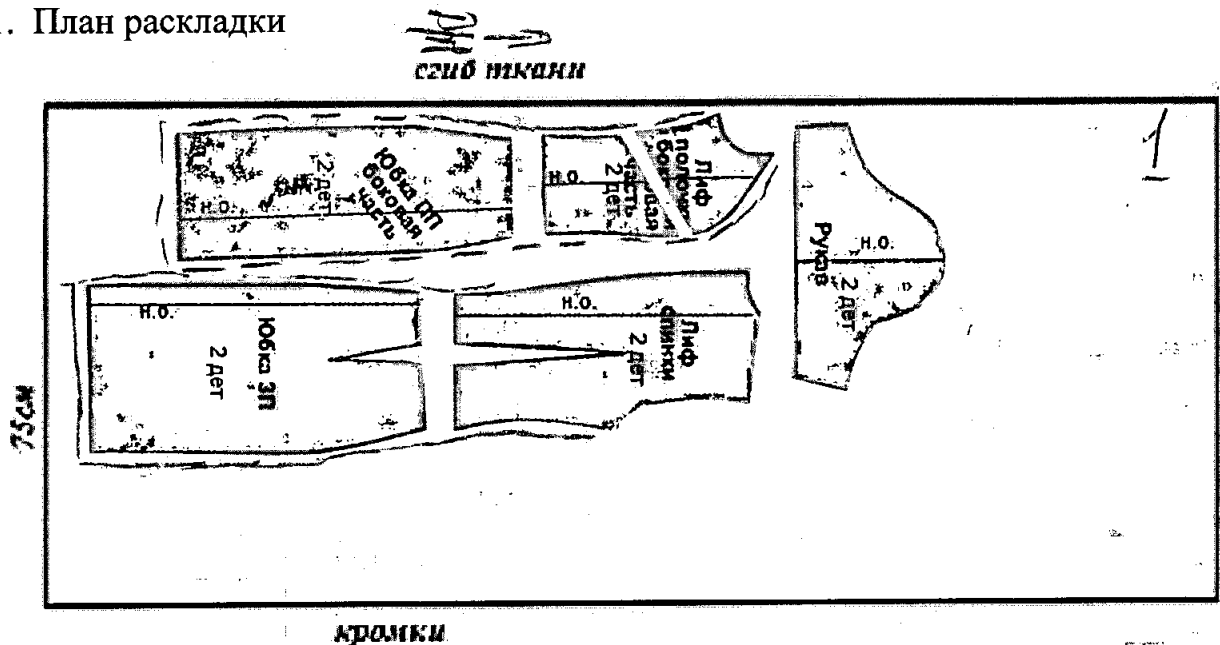 . План раскладки
сгиб ткани
1
Юбка ПП
боковая
часть
2 дет
Н.О.
Лиф
полочки
боковая
часть
2 дет
Н.О.
Рукав
2 дет
Н.О.
Юбка ЗП
2 дет
Н.О.
Лиф
спинки
2 дет
Н.О.
75см
кромки